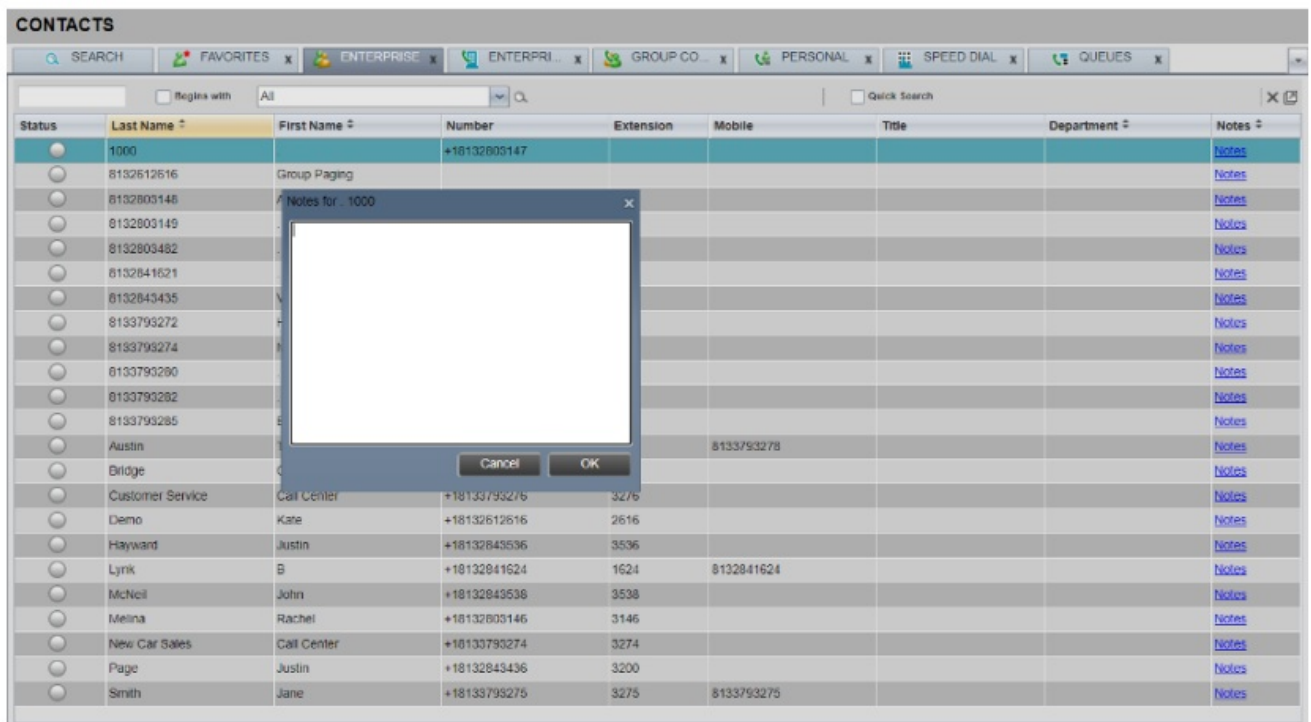 CONTACTS
SEARCH FAVORITES x ENTERPRISE x ENTERPRI... x GROUP CO... x PERSONAL x SPEED DIAL x QUEUES x
Begins with All Quick Search
Status Last Name First Name Number Extension Mobile Title Department Notes
1000 +18132803147 Notes
8132612616 Group Paging Notes
8132803148 Notes
8132803149 Notes
8132803482 Notes
8132841621 Notes
8132843435 Notes
8133793272 Notes
8133793274 Notes
8133793280 Notes
8133793282 Notes
8133793285 Notes
Notes for . 1000 x
Cancel OK
Austin 8133793278 Notes
Bridge Notes
Customer Service Call Center +18133793276 3276 Notes
Demo Kate +18132612616 2616 Notes
Hayward Justin +18132843536 3536 Notes
Lynk B +18132841624 1624 8132841624 Notes
McNeil John +18132843538 3538 Notes
Melina Rachel +18132803146 3146 Notes
New Car Sales Call Center +18133793274 3274 Notes
Page Justin +18132843436 3200 Notes
Smith Jane +18133793275 3275 8133793275 Notes